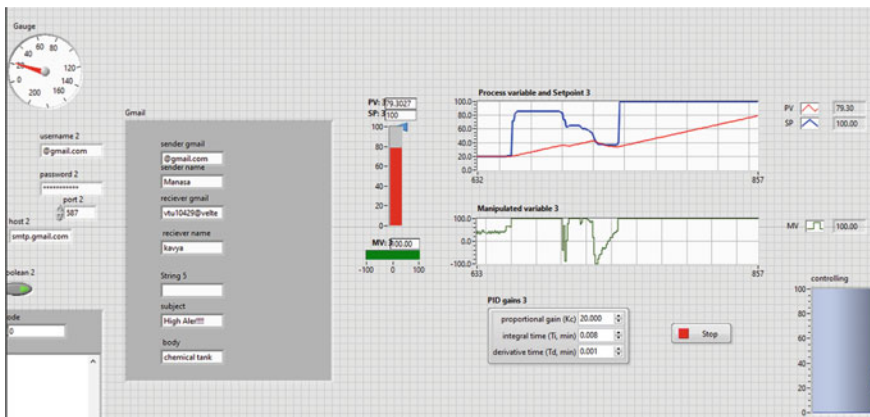 Gauge
40
60
80
20
120
0
140
200
160
username 2
@gmail.com
password 2
***********
port 2
587
host 2
smtp.gmail.com
oolean 2
ode
0
Gmail
sender gmail
@gmail.com
sender name
Manasa
reciever gmail
vtu10429@velte
reciever name
kavya
String 5
subject
High Aler!!!!
body
chemical tank
PV: 3 79.3027
SP: 3 100
100
80
60
40
20
0
MV: 3 100.00
-100 0 100
Process variable and Setpoint 3
100.0
80.0
60.0
40.0
20.0
0.0
632 857
PV 79.30
SP 100.00
Manipulated variable 3
100.0
50.0
0.0
-100.0
633 857
MV 100.00
PID gains 3
proportional gain (Kc) 20.000
integral time (Ti, min) 0.008
derivative time (Td, min) 0.001
Stop
controlling
100
80
60
40
20
0